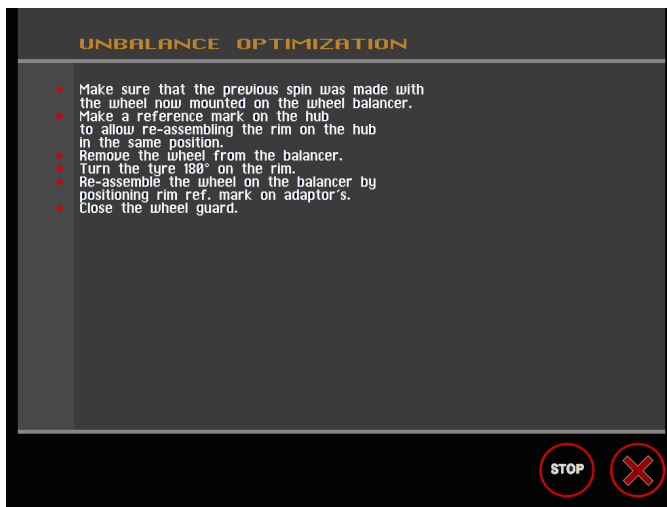 UNBALANCE OPTIMIZATION
Make sure that the previous spin was made with
the wheel now mounted on the wheel balancer.
Make a reference mark on the hub
to allow re-assembling the rim on the hub
in the same position.
Remove the wheel from the balancer.
Turn the tyre 180° on the rim.
Re-assemble the wheel on the balancer by
positioning rim ref. mark on adaptor's.
Close the wheel guard.
STOP